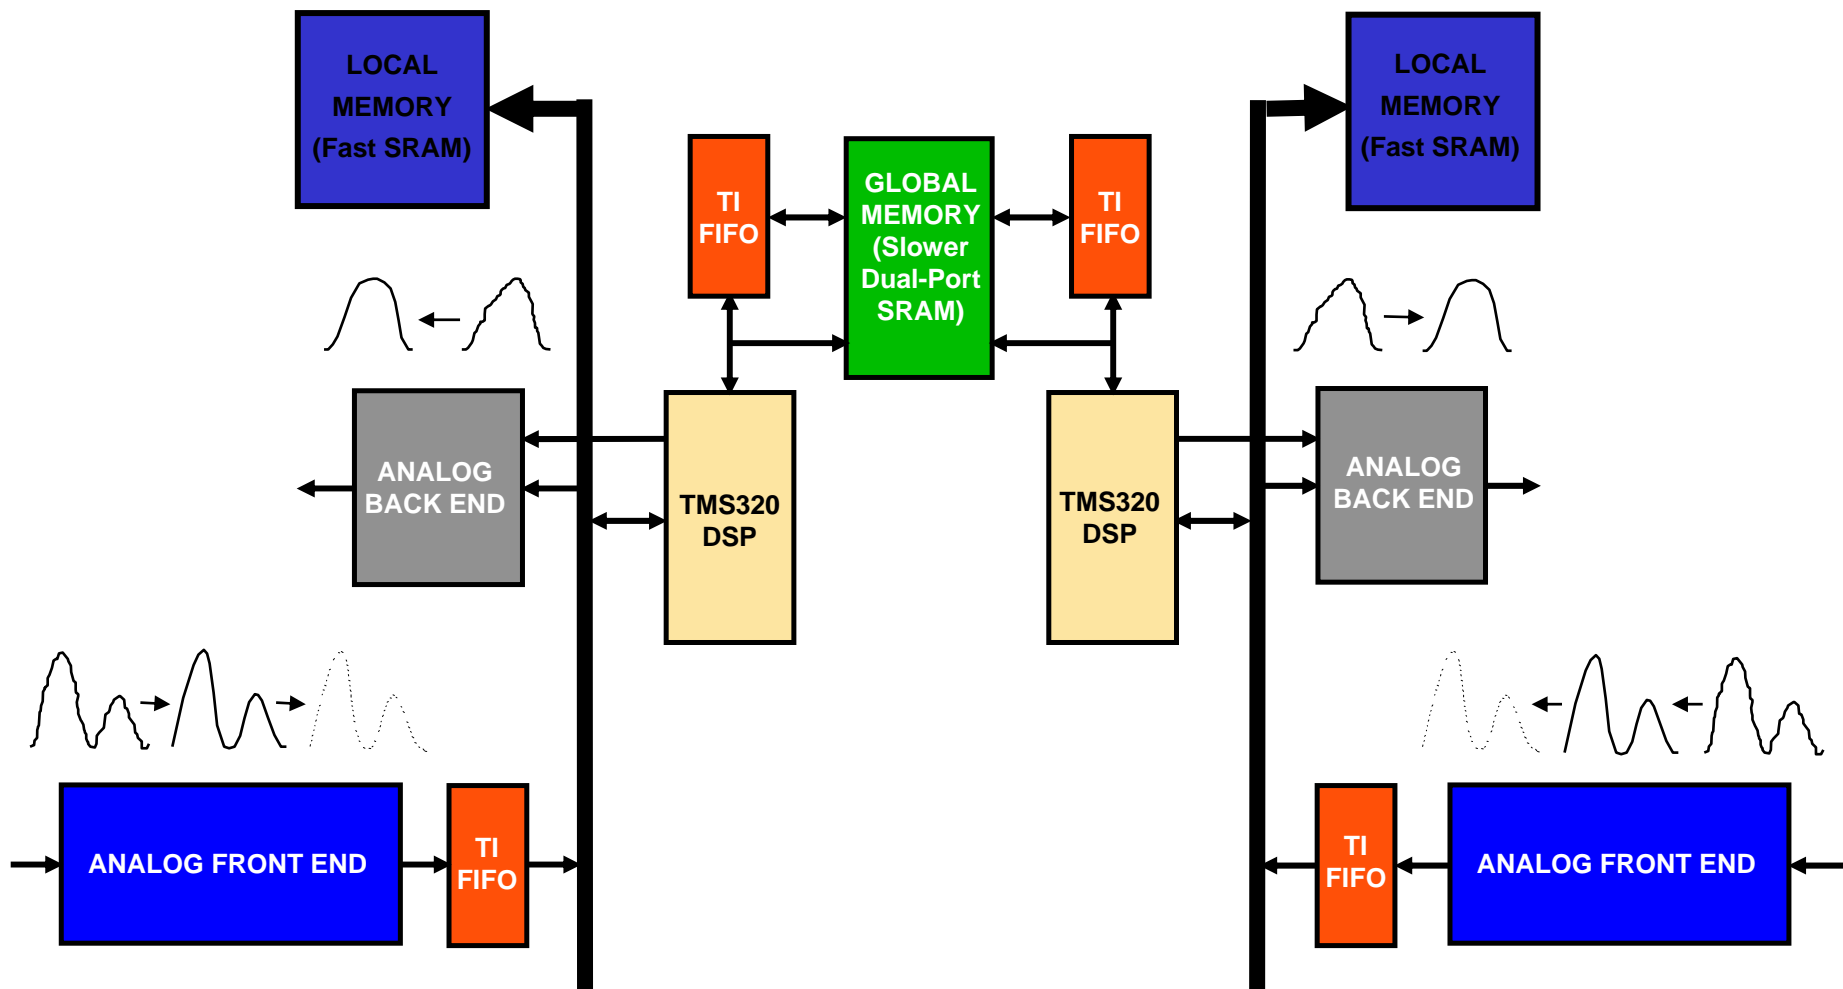 LOCAL
MEMORY
(Fast SRAM)
LOCAL
MEMORY
(Fast SRAM)
TI
FIFO
GLOBAL
MEMORY
(Slower
Dual-Port
SRAM)
TI
FIFO
ANALOG
BACK END
TMS320
DSP
TMS320
DSP
ANALOG
BACK END
ANALOG FRONT END
TI
FIFO
TI
FIFO
ANALOG FRONT END